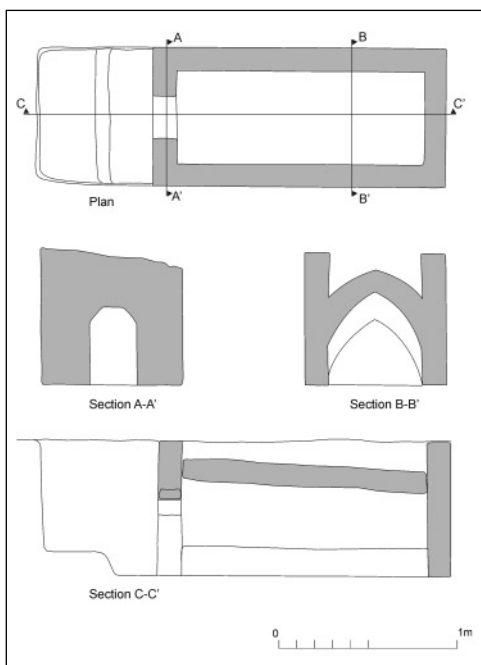 A B
C C'
A' B'
Plan
Section A-A'
Section B-B'
Section C-C'
0 1m